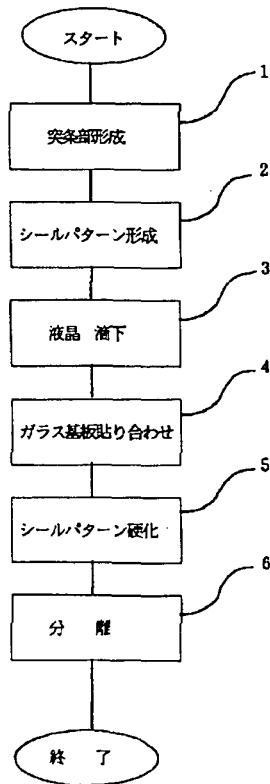 スタート
突条部形成
1
シールパターン形成
2
液晶 滴下
3
ガラス基板貼り合わせ
4
シールパターン硬化
5
分 離
6
終 了